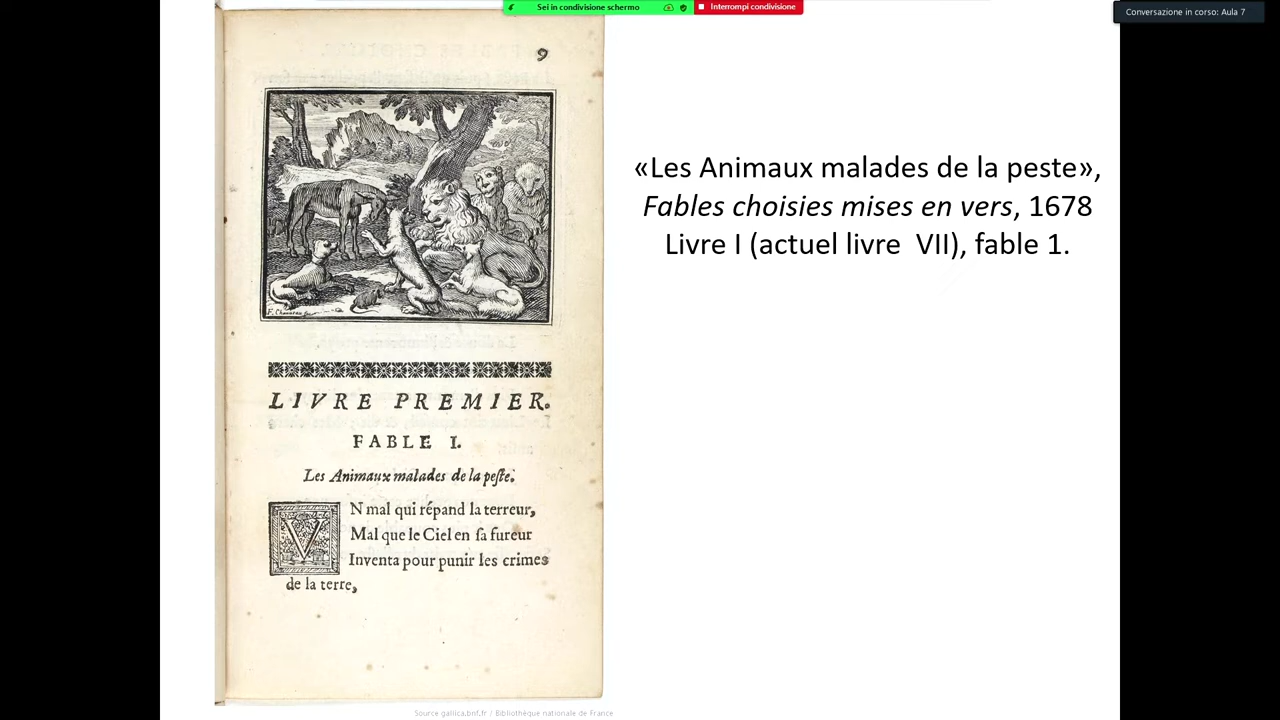 Sei in condivisione schermo
Interrompi condivisione
Conversazione in corso: Aula 7
9
F. Chauveau
LIVRE PREMIER.
FABLE I.
Les Animaux malades de la peſte.
VN mal qui répand la terreur,
Mal que le Ciel en ſa fureur
Inventa pour punir les crimes
de la terre,
«Les Animaux malades de la peste»,
Fables choisies mises en vers, 1678
Livre I (actuel livre VII), fable 1.
Source gallica.bnf.fr / Bibliothèque nationale de France